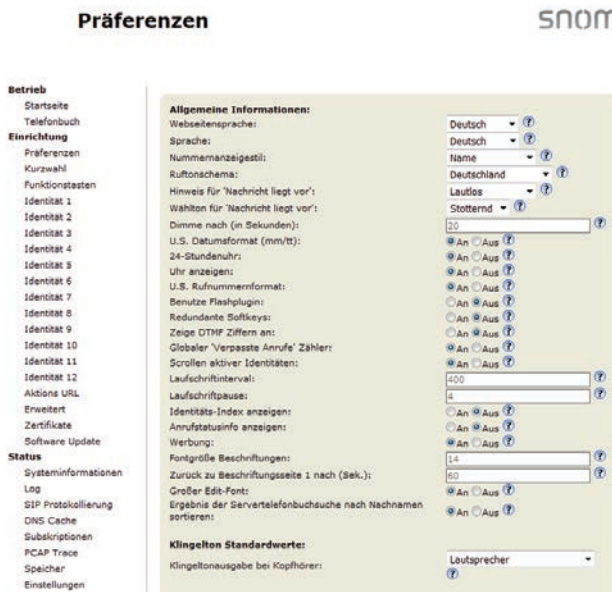 Präferenzen
snom
Betrieb
Startseite
Telefonbuch
Einrichtung
Präferenzen
Kurzwahl
Funktionstasten
Identität 1
Identität 2
Identität 3
Identität 4
Identität 5
Identität 6
Identität 7
Identität 8
Identität 9
Identität 10
Identität 11
Identität 12
Aktions URL
Erweitert
Zertifikate
Software Update
Status
Systeminformationen
Log
SIP Protokollierung
DNS Cache
Subskriptionen
PCAP Trace
Speicher
Einstellungen
Allgemeine Informationen:
Webseitensprache: Deutsch ?
Sprache: Deutsch ?
Nummernanzeigestil: Name ?
Ruftonschema: Deutschland ?
Hinweis für 'Nachricht liegt vor': Lautlos ?
Wählton für 'Nachricht liegt vor': Stotternd ?
Dimme nach (in Sekunden): 20 ?
U.S. Datumsformat (mm/tt): An Aus ?
24-Stundenuhr: An Aus ?
Uhr anzeigen: An Aus ?
U.S. Rufnummernformat: An Aus ?
Benutze Flashplugin: An Aus ?
Redundante Softkeys: An Aus ?
Zeige DTMF Ziffern an: An Aus ?
Globaler 'Verpasste Anrufe' Zähler: An Aus ?
Scrollen aktiver Identitäten: An Aus ?
Laufschriftinterval: 400 ?
Laufschriftpause: 4 ?
Identitäts-Index anzeigen: An Aus ?
Anrufstatusinfo anzeigen: An Aus ?
Werbung: An Aus ?
Fontgröße Beschriftungen: 14 ?
Zurück zu Beschriftungsseite 1 nach (Sek.): 60 ?
Großer Edit-Font: An Aus ?
Ergebnis der Servertelefonbuchsuche nach Nachnamen
sortieren: An Aus ?
Klingelton Standardwerte:
Klingeltonausgabe bei Kopfhörer: Lautsprecher
?